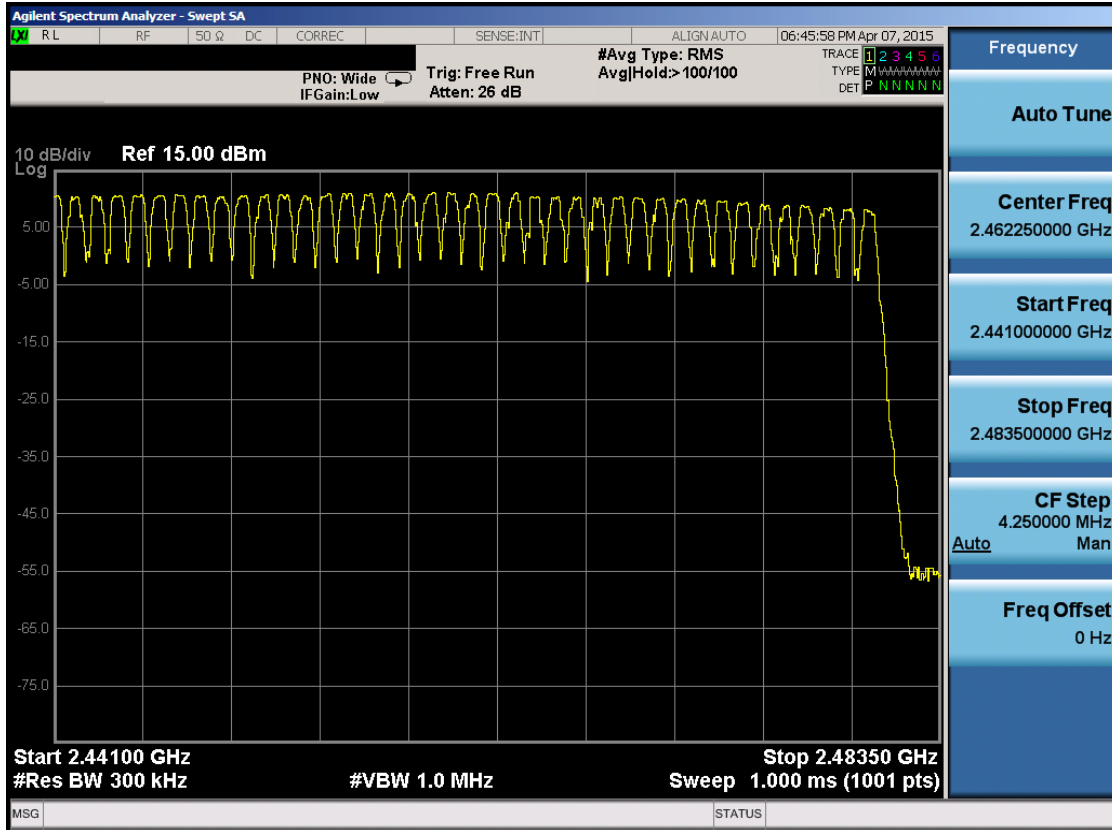 Agilent Spectrum Analyzer - Swept SA
LXI RL RF 50 Ω DC CORREC SENSE:INT ALIGN AUTO 06:45:58 PM Apr 07, 2015
PNO: Wide
IFGain:Low
Trig: Free Run
Atten: 26 dB
#Avg Type: RMS
Avg|Hold:>100/100
TRACE 1 2 3 4 5 6
TYPE M
DET P N N N N N
Frequency
Auto Tune
Center Freq
2.462250000 GHz
Start Freq
2.441000000 GHz
Stop Freq
2.483500000 GHz
CF Step
4.250000 MHz
Auto Man
Freq Offset
0 Hz
10 dB/div Ref 15.00 dBm
Log
5.00
-5.00
-15.0
-25.0
-35.0
-45.0
-55.0
-65.0
-75.0
Start 2.44100 GHz Stop 2.48350 GHz
#Res BW 300 kHz #VBW 1.0 MHz Sweep 1.000 ms (1001 pts)
MSG STATUS